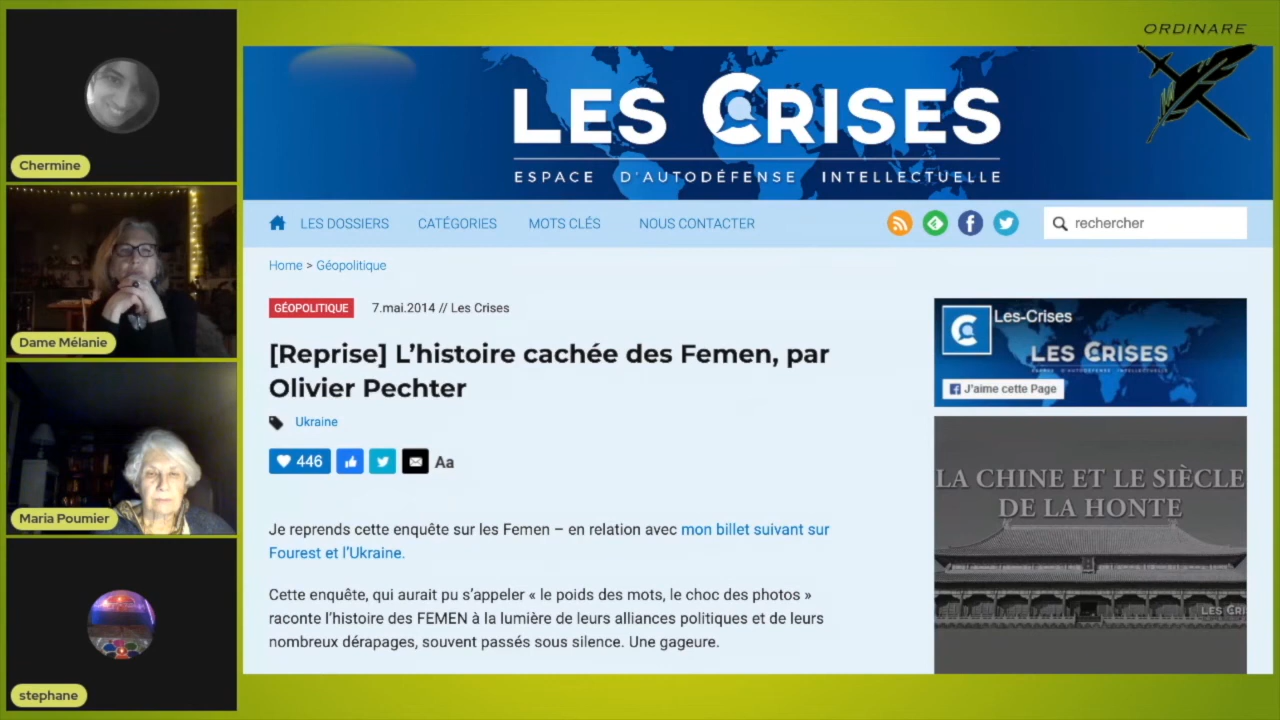 ORDINARE
Chermine
Dame Mélanie
Maria Poumier
stephane
LES CRISES
ESPACE D'AUTODÉFENSE INTELLECTUELLE
LES DOSSIERS CATÉGORIES MOTS CLÉS NOUS CONTACTER rechercher
Home > Géopolitique
GÉOPOLITIQUE 7.mai.2014 // Les Crises
[Reprise] L’histoire cachée des Femen, par
Olivier Pechter
Ukraine
446 Aa
Je reprends cette enquête sur les Femen – en relation avec mon billet suivant sur
Fourest et l’Ukraine.
Cette enquête, qui aurait pu s’appeler « le poids des mots, le choc des photos »
raconte l’histoire des FEMEN à la lumière de leurs alliances politiques et de leurs
nombreux dérapages, souvent passés sous silence. Une gageure.
Les-Crises
LES CRISES
J'aime cette Page
LA CHINE ET LE SIÈCLE
DE LA HONTE
LES CRI